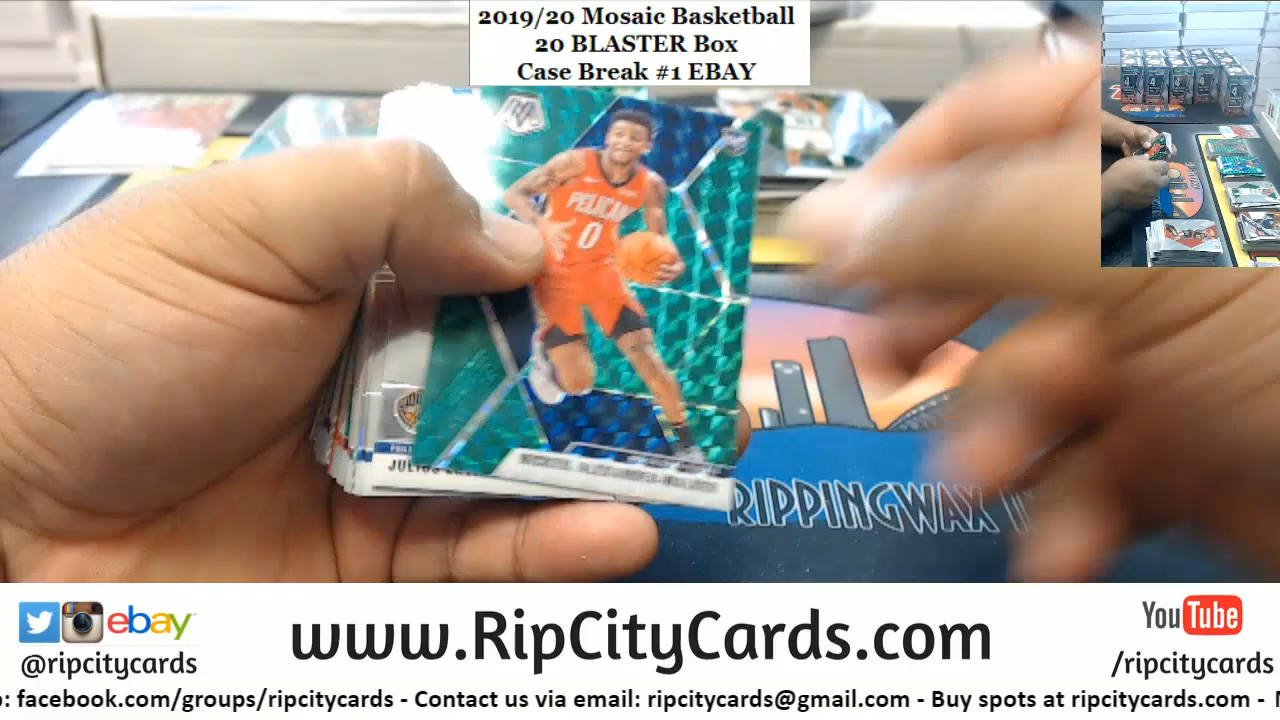 2019/20 Mosaic Basketball
20 BLASTER Box
Case Break #1 EBAY
PELICANS
0
JULIUS
RIPPINGWAX
ebay
@ripcitycards
www.RipCityCards.com
YouTube
/ripcitycards
: facebook.com/groups/ripcitycards - Contact us via email: ripcitycards@gmail.com - Buy spots at ripcitycards.com -